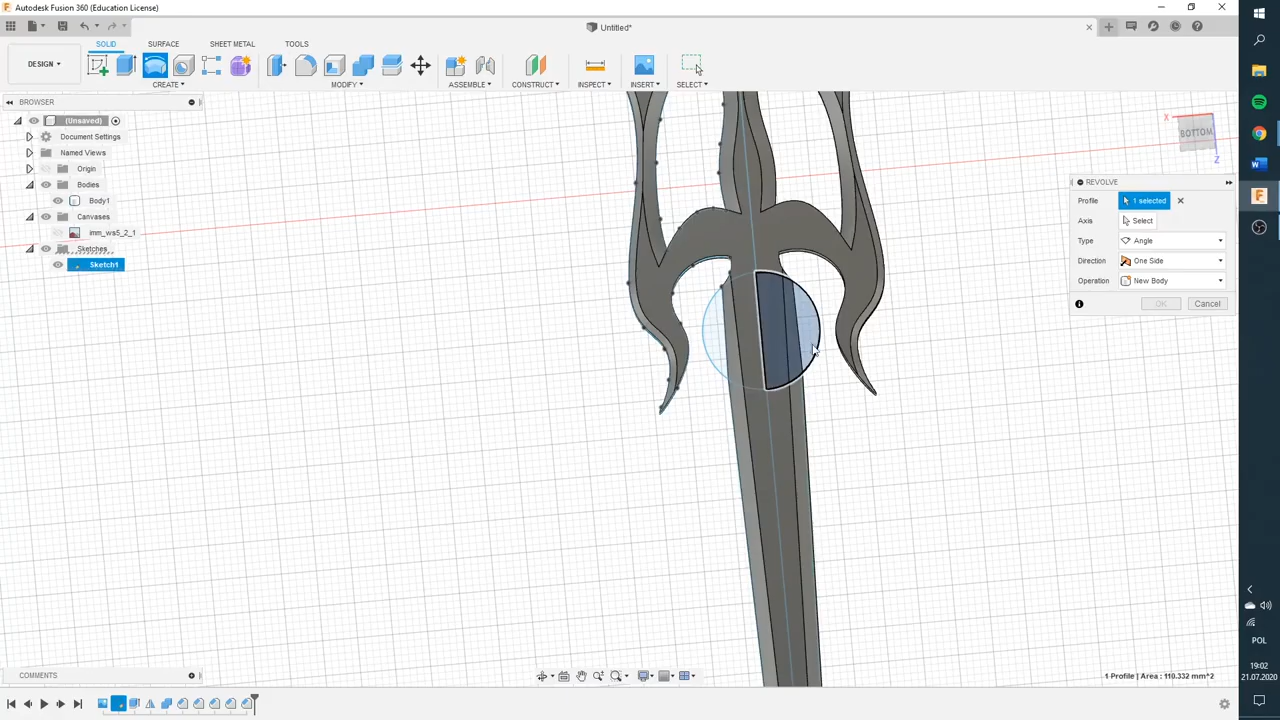 Autodesk Fusion 360 (Education License)
Untitled*
SOLID SURFACE SHEET METAL TOOLS
DESIGN
CREATE MODIFY ASSEMBLE CONSTRUCT INSPECT INSERT SELECT
BROWSER
(Unsaved)
Document Settings
Named Views
Origin
Bodies
Body1
Canvases
imm_ws5_2_1
Sketches
Sketch1
X
BOTTOM
Z
REVOLVE
Profile 1 selected
Axis Select
Type Angle
Direction One Side
Operation New Body
OK Cancel
COMMENTS
1 Profile | Area : 110.332 mm^2
POL
19:02
21.07.2020